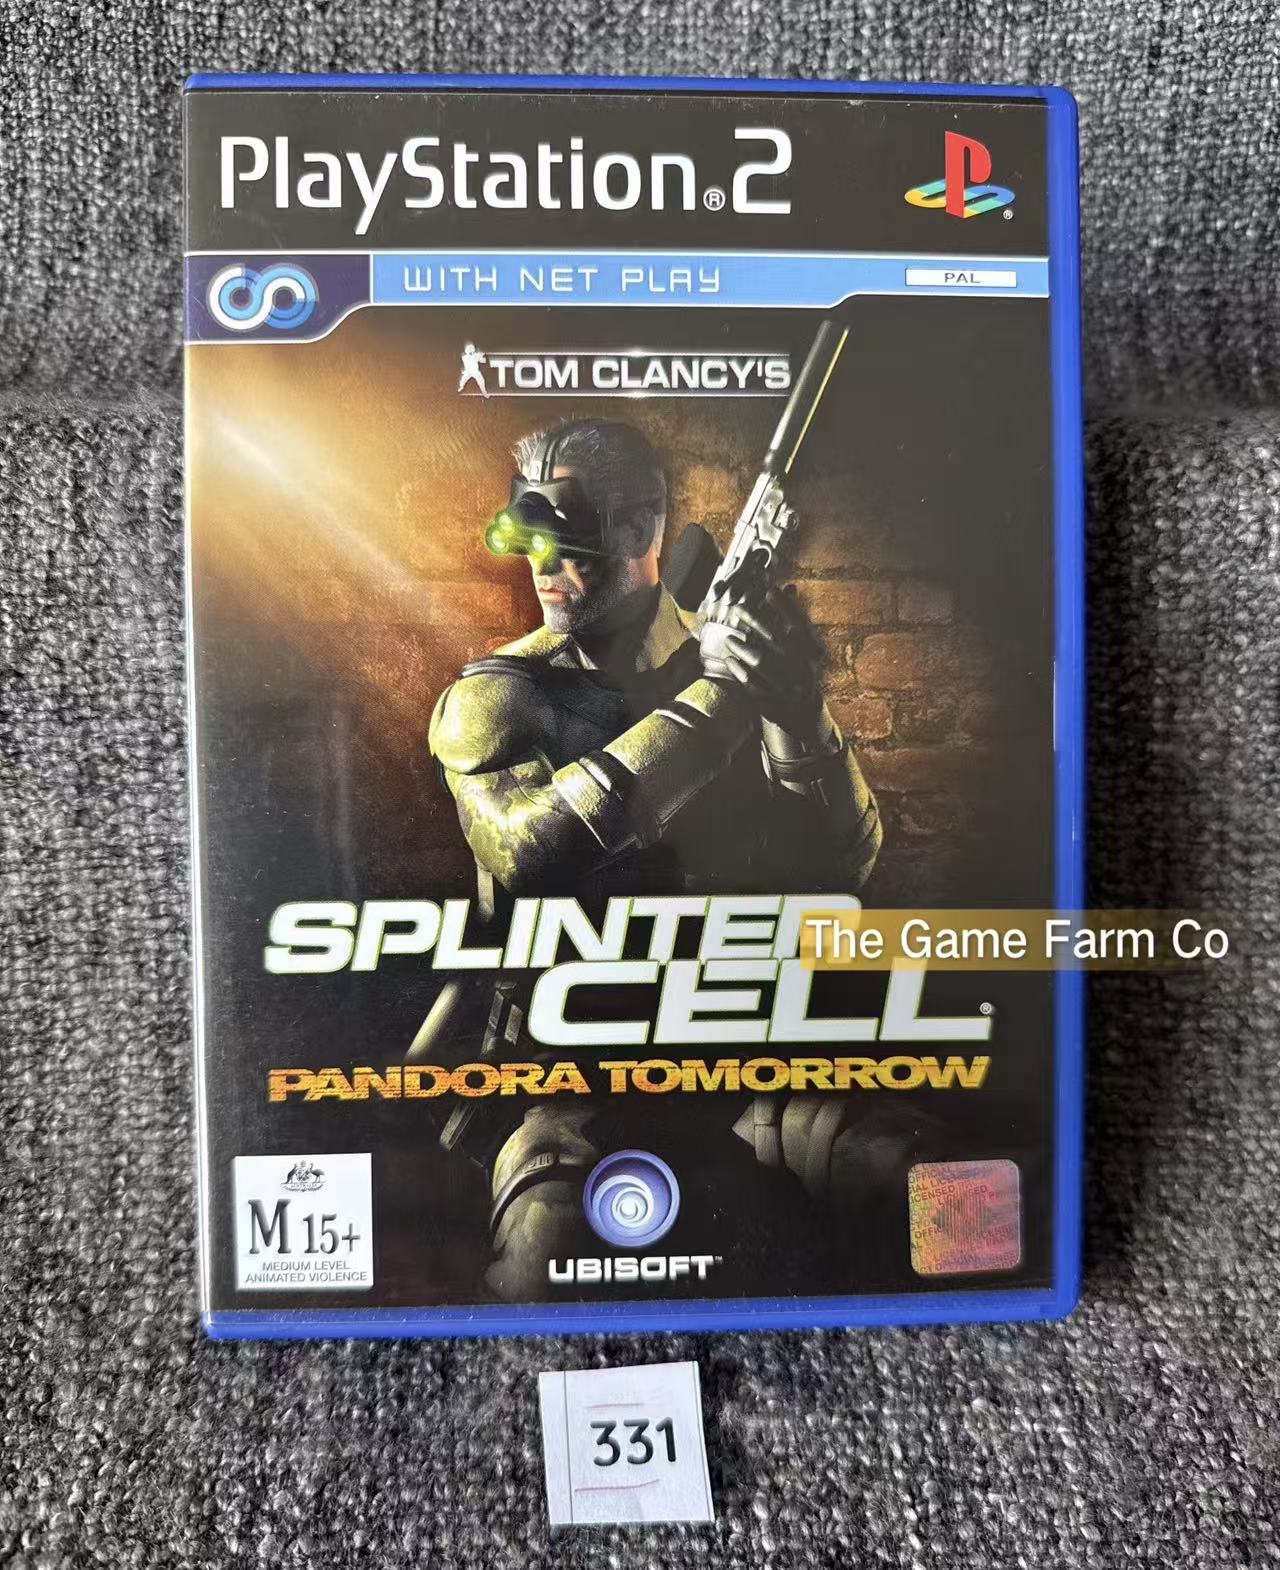 PlayStation®2
WITH NET PLAY
PAL
TOM CLANCY'S
SPLINTER
CELL®
The Game Farm Co
PANDORA TOMORROW
M 15+
MEDIUM LEVEL
ANIMATED VIOLENCE
UBISOFT™
331